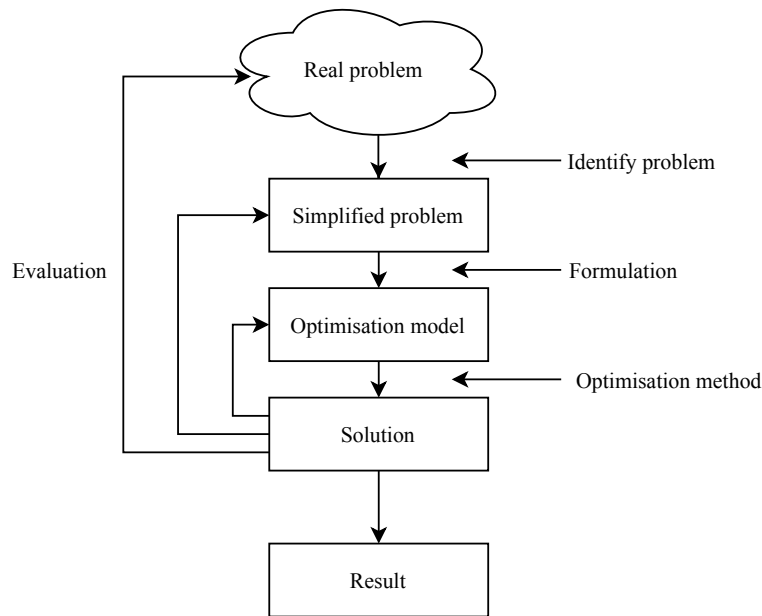 Real problem
Identify problem
Simplified problem
Evaluation
Formulation
Optimisation model
Optimisation method
Solution
Result